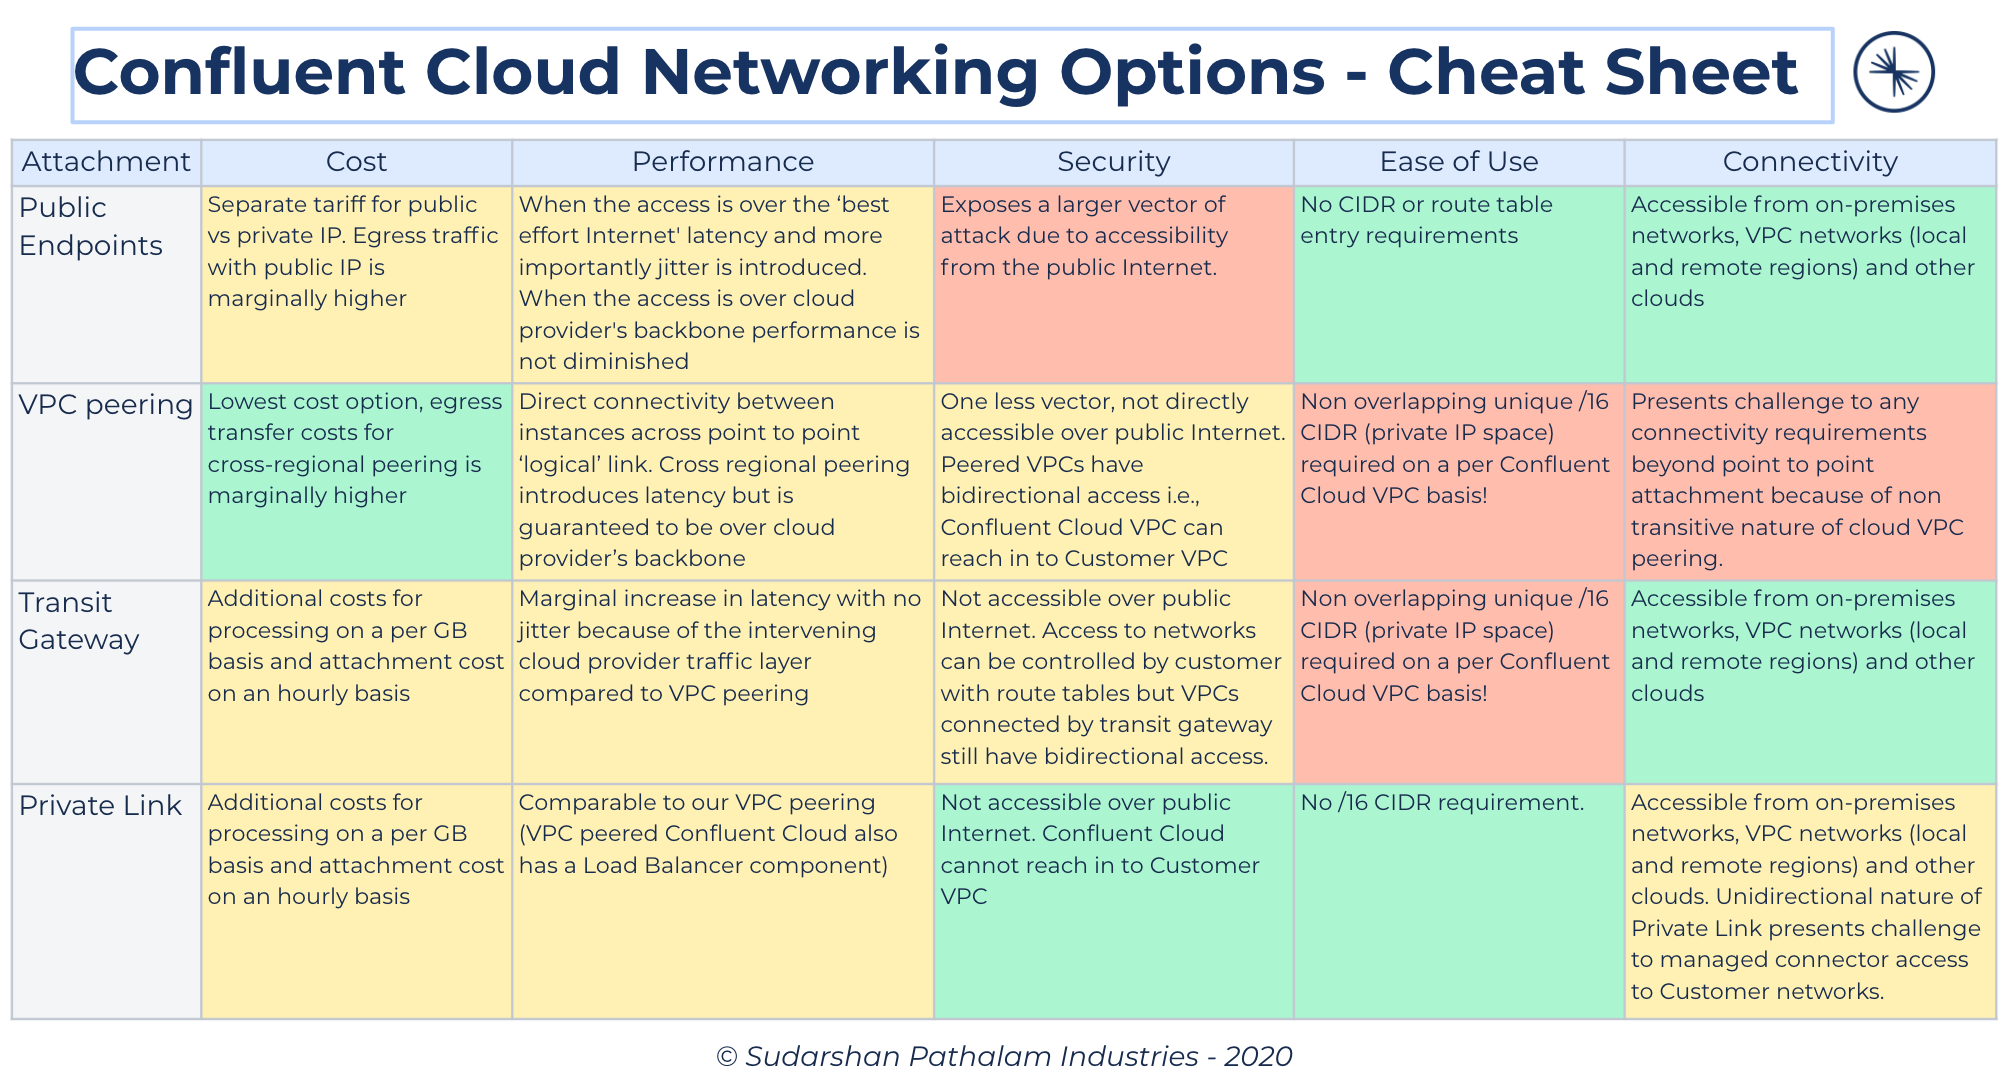 Confluent Cloud Networking Options - Cheat Sheet
Attachment
Cost
Performance
Security
Ease of Use
Connectivity
Public
Endpoints
Separate tariff for public
vs private IP. Egress traffic
with public IP is
marginally higher
When the access is over the ‘best
effort Internet' latency and more
importantly jitter is introduced.
When the access is over cloud
provider's backbone performance is
not diminished
Exposes a larger vector of
attack due to accessibility
from the public Internet.
No CIDR or route table
entry requirements
Accessible from on-premises
networks, VPC networks (local
and remote regions) and other
clouds
VPC peering
Lowest cost option, egress
transfer costs for
cross-regional peering is
marginally higher
Direct connectivity between
instances across point to point
‘logical’ link. Cross regional peering
introduces latency but is
guaranteed to be over cloud
provider’s backbone
One less vector, not directly
accessible over public Internet.
Peered VPCs have
bidirectional access i.e.,
Confluent Cloud VPC can
reach in to Customer VPC
Non overlapping unique /16
CIDR (private IP space)
required on a per Confluent
Cloud VPC basis!
Presents challenge to any
connectivity requirements
beyond point to point
attachment because of non
transitive nature of cloud VPC
peering.
Transit
Gateway
Additional costs for
processing on a per GB
basis and attachment cost
on an hourly basis
Marginal increase in latency with no
jitter because of the intervening
cloud provider traffic layer
compared to VPC peering
Not accessible over public
Internet. Access to networks
can be controlled by customer
with route tables but VPCs
connected by transit gateway
still have bidirectional access.
Non overlapping unique /16
CIDR (private IP space)
required on a per Confluent
Cloud VPC basis!
Accessible from on-premises
networks, VPC networks (local
and remote regions) and other
clouds
Private Link
Additional costs for
processing on a per GB
basis and attachment cost
on an hourly basis
Comparable to our VPC peering
(VPC peered Confluent Cloud also
has a Load Balancer component)
Not accessible over public
Internet. Confluent Cloud
cannot reach in to Customer
VPC
No /16 CIDR requirement.
Accessible from on-premises
networks, VPC networks (local
and remote regions) and other
clouds. Unidirectional nature of
Private Link presents challenge
to managed connector access
to Customer networks.
© Sudarshan Pathalam Industries - 2020